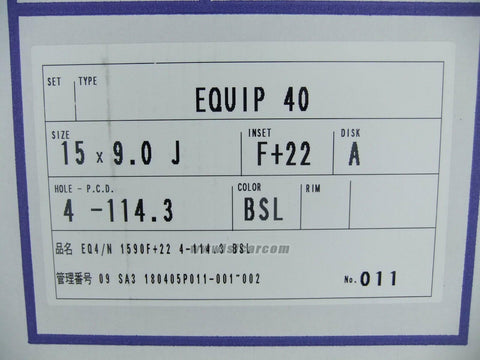 SET TYPE EQUIP 40
SIZE INSET DISK
15 x 9.0 J F+22 A
HOLE - P.C.D. COLOR RIM
4 -114.3 BSL
品名 EQ4/N 1590F+22 4-114.3 BSL
管理番号 09 SA3 180405P011-001-002 No. 011